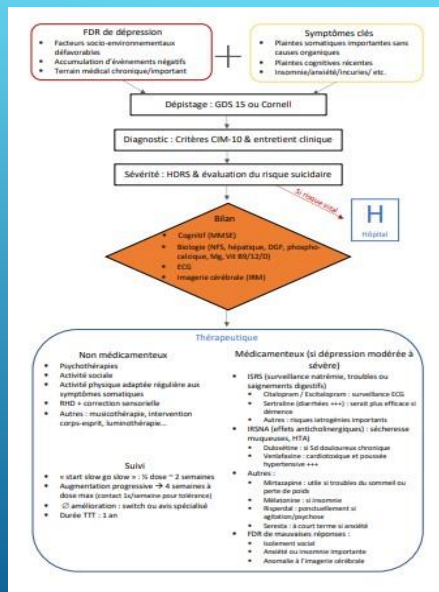 FDR de dépression
• Facteurs socio-environnementaux
défavorables
• Accumulation d'évènements négatifs
• Terrain médical chronique/important
+
Symptômes clés
• Plaintes somatiques importantes sans
causes organiques
• Plaintes cognitives récentes
• Insomnie/anxiété/incuries/ etc.
Dépistage : GDS 15 ou Cornell
Diagnostic : Critères CIM-10 & entretient clinique
Sévérité : HDRS & évaluation du risque suicidaire
Si risque vital
H
Hôpital
Bilan
• Cognitif (MMSE)
• Biologie (NFS, hépatique, DGF, phospho-
calcique, Mg, Vit B9/12/D)
• ECG
• Imagerie cérébrale (IRM)
Thérapeutique
Non médicamenteux
• Psychothérapies
• Activité sociale
• Activité physique adaptée régulière aux
symptômes somatiques
• RHD + correction sensorielle
• Autres : musicothérapie, intervention
corps-esprit, luminothérapie...
Suivi
• « start slow go slow » : ½ dose ~ 2 semaines
Augmentation progressive → 4 semaines à
dose max (contact 1x/semaine pour tolérance)
• ∅ amélioration : switch ou avis spécialisé
• Durée TTT : 1 an
Médicamenteux (si dépression modérée à
sévère)
• ISRS (surveillance natrémie, troubles ou
saignements digestifs)
• Citalopram / Escitalopram : surveillance ECG
• Sertraline (diarrhées +++) : serait plus efficace si
démence
• Autres : risques iatrogéniques importants
• IRSNA (effets anticholinergiques) : sécheresse
muqueuses, HTA)
• Duloxétine : si Sd douloureux chronique
• Venlafaxine : cardiotoxique et poussée
hypertensive +++
• Autres :
• Mirtazapine : utile si troubles du sommeil ou
perte de poids
• Mélatonine : si insomnie
• Risperdal : ponctuellement si
agitation/psychose
• Seresta : à court terme si anxiété
• FDR de mauvaises réponses :
• Isolement social
• Anxiété ou insomnie importante
• Anomalie à l'imagerie cérébrale